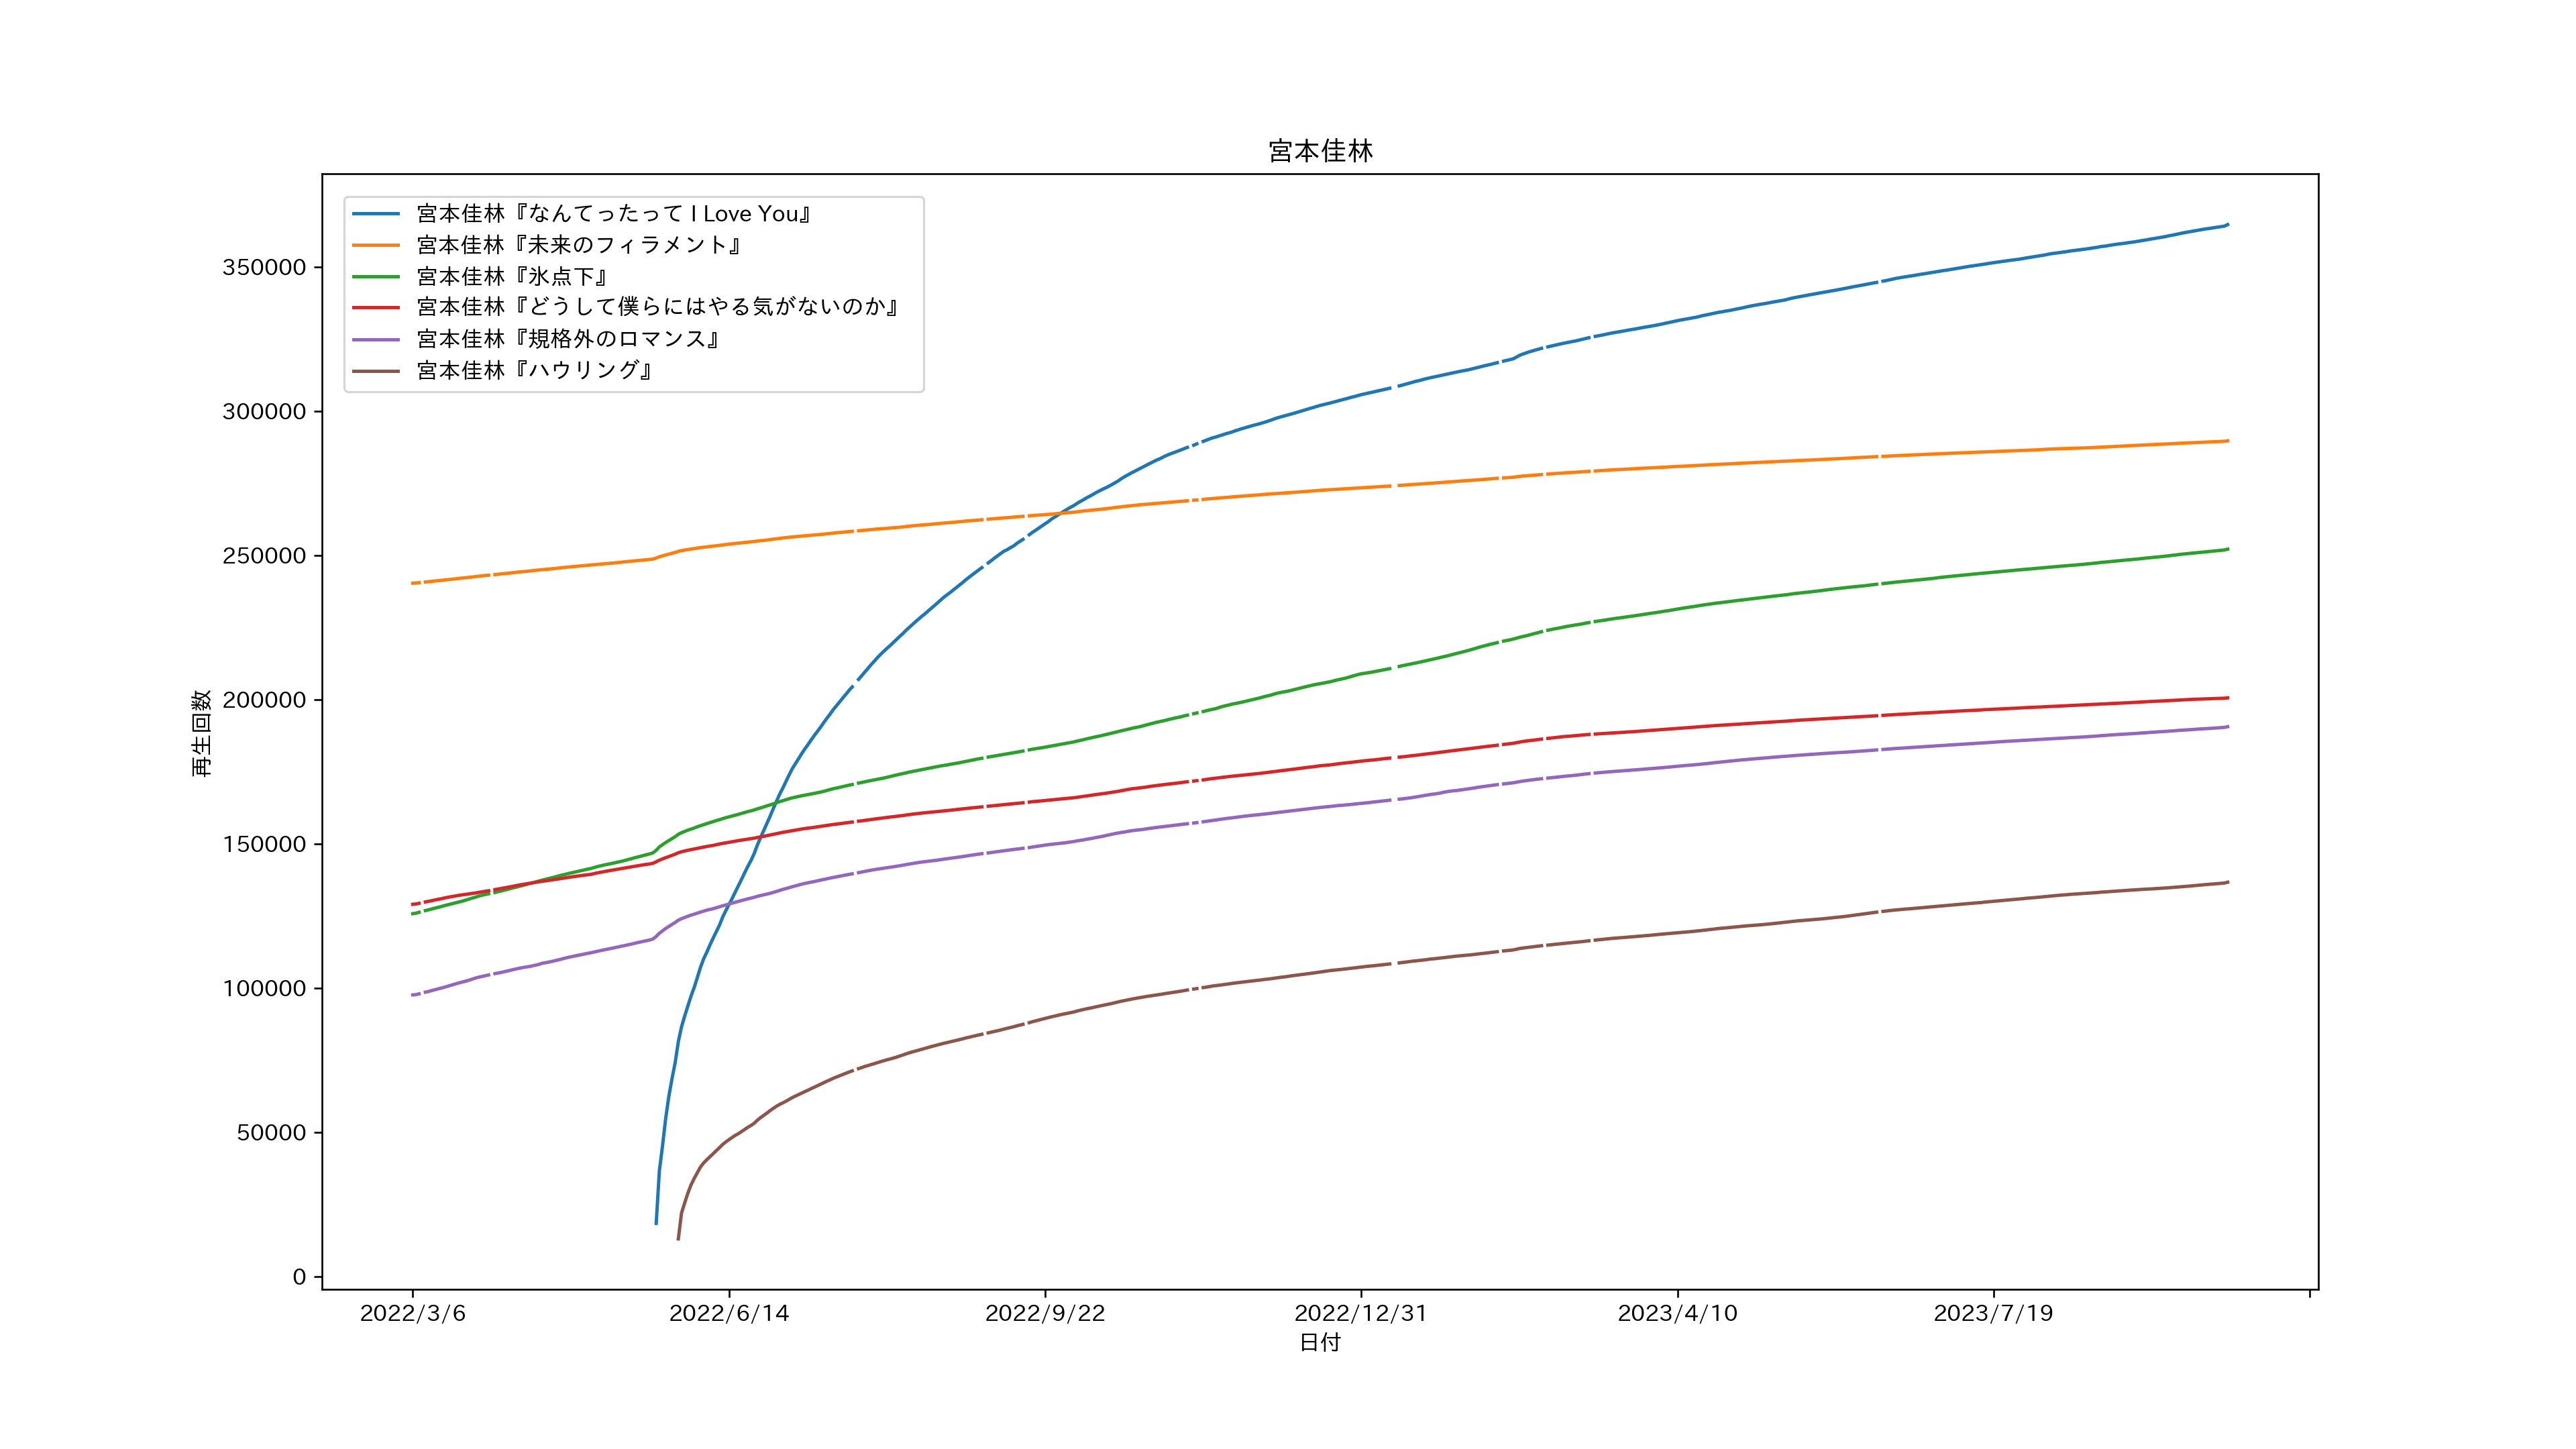 宮本佳林
宮本佳林『なんてったって I Love You』
宮本佳林『未来のフィラメント』
宮本佳林『氷点下』
宮本佳林『どうして僕らにはやる気がないのか』
宮本佳林『規格外のロマンス』
宮本佳林『ハウリング』
再生回数
350000
300000
250000
200000
150000
100000
50000
0
2022/3/6 2022/6/14 2022/9/22 2022/12/31 2023/4/10 2023/7/19
日付